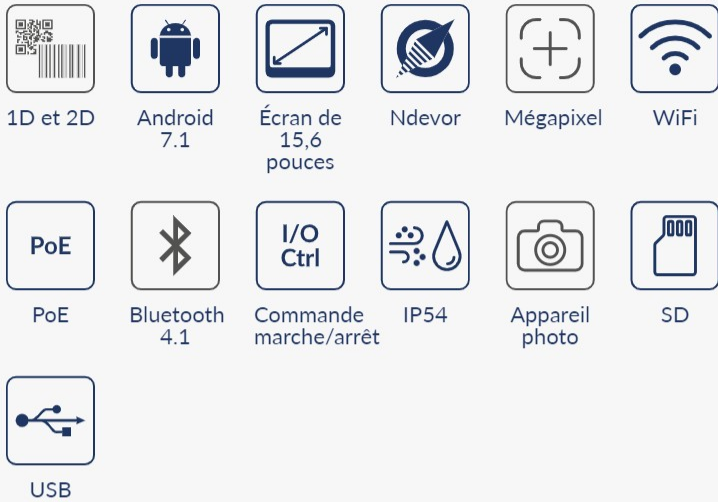 1D et 2D
Android
7.1
Écran de
15,6
pouces
Ndevor
Mégapixel
WiFi
PoE
PoE
Bluetooth
4.1
I/O
Ctrl
Commande
marche/arrêt
IP54
Appareil
photo
SD
USB